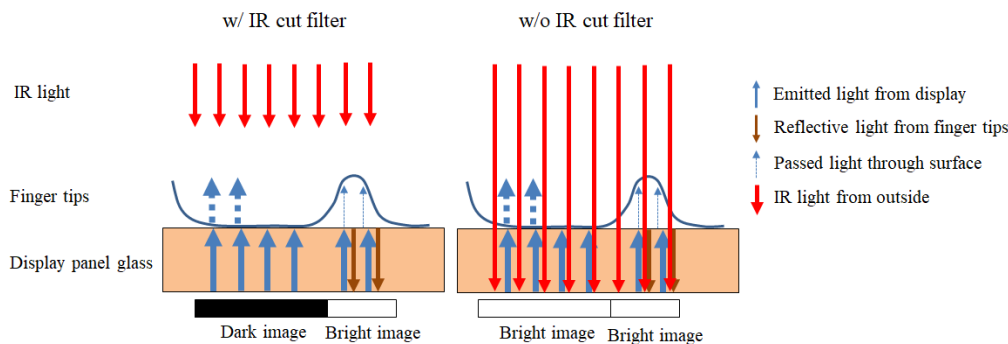 w/ IR cut filter
w/o IR cut filter
IR light
Emitted light from display
Reflective light from finger tips
Passed light through surface
IR light from outside
Finger tips
Display panel glass
Dark image
Bright image
Bright image
Bright image